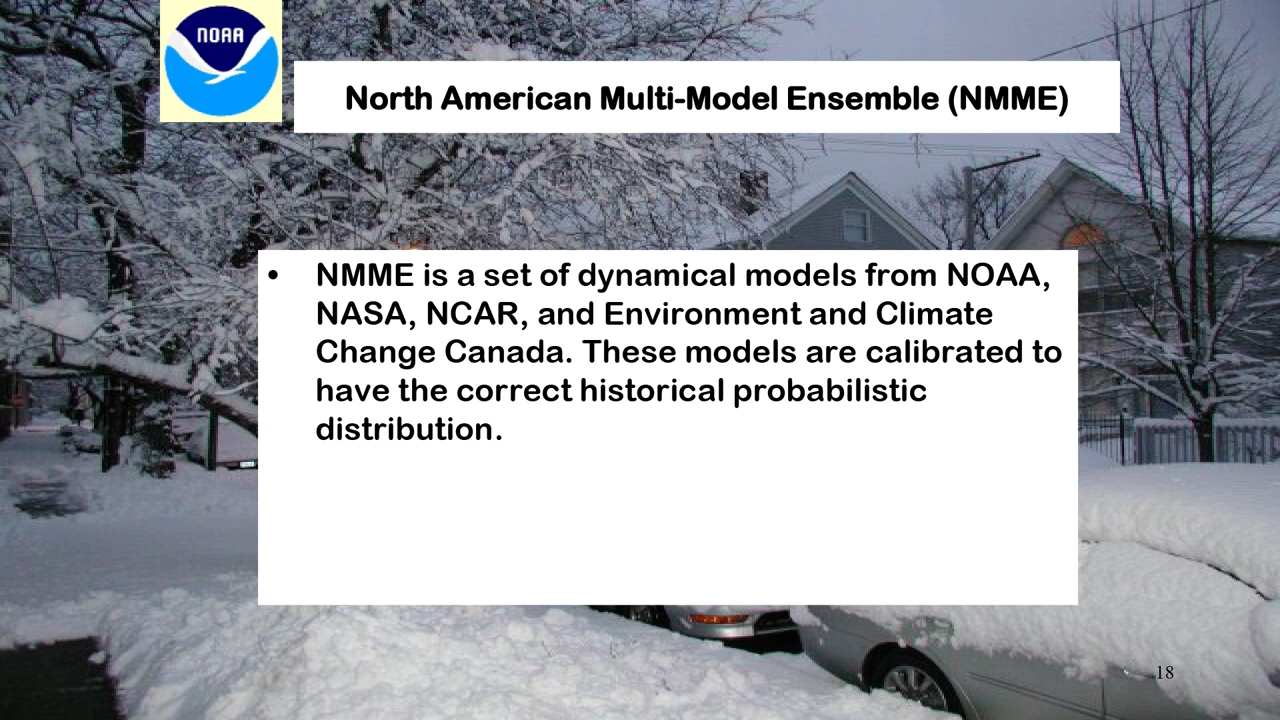 NOAA
North American Multi-Model Ensemble (NMME)
• NMME is a set of dynamical models from NOAA,
NASA, NCAR, and Environment and Climate
Change Canada. These models are calibrated to
have the correct historical probabilistic
distribution.
18